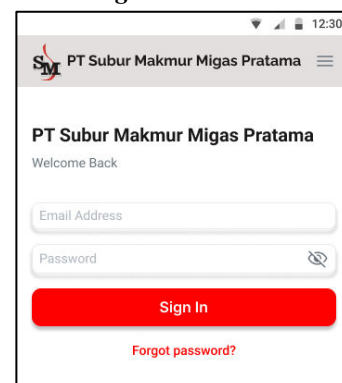 12:30
SM PT Subur Makmur Migas Pratama
PT Subur Makmur Migas Pratama
Welcome Back
Email Address
Password
Sign In
Forgot password?